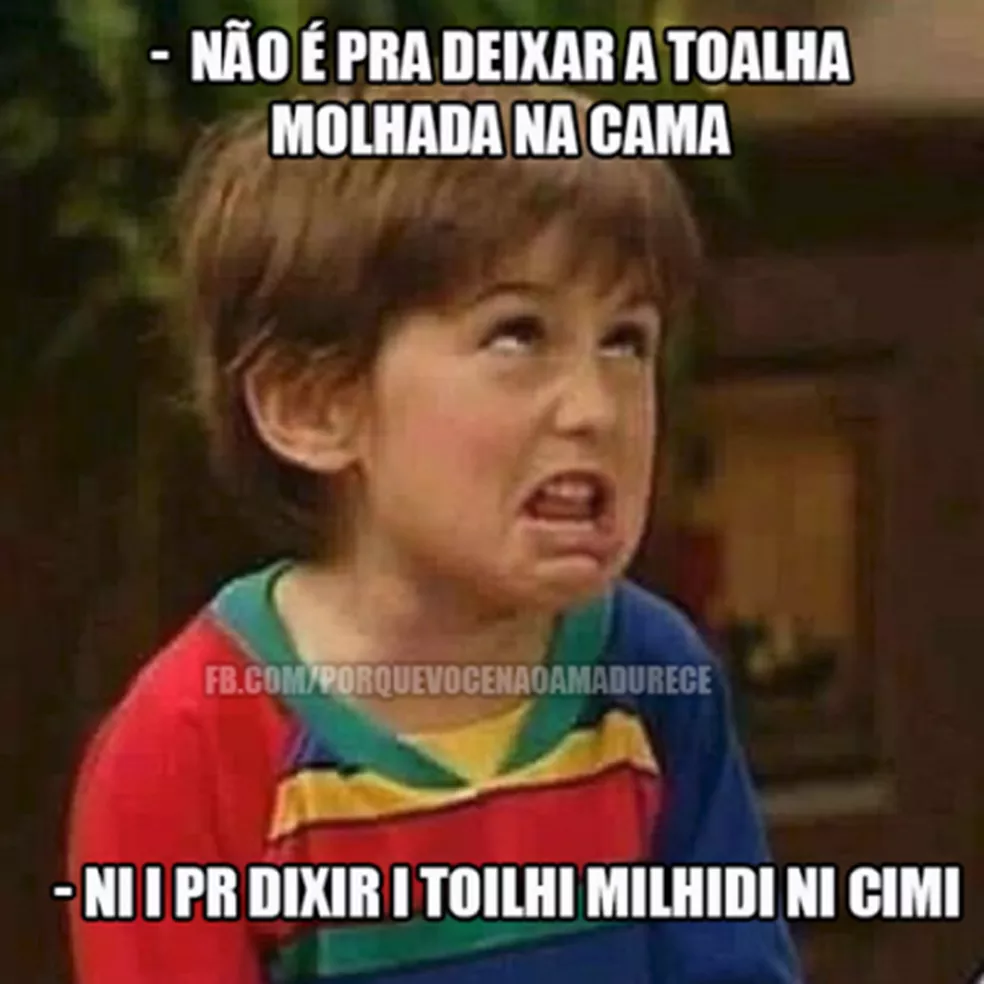 - NÃO É PRA DEIXAR A TOALHA
MOLHADA NA CAMA
FB.COM/PORQUEVOCENAOAMADURECE
- NI I PR DIXIR I TOILHI MILHIDI NI CIMI